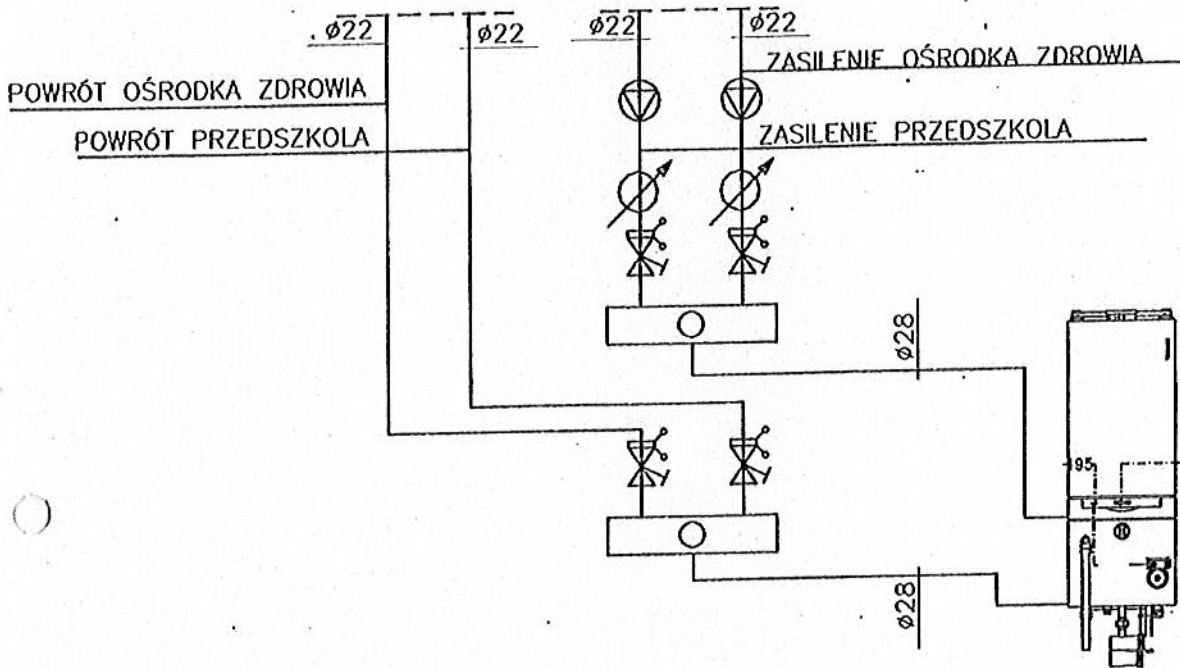 ø22
ø22
ø22
ø22
ZASILENIE OŚRODKA ZDROWIA
POWRÓT OŚRODKA ZDROWIA
POWRÓT PRZEDSZKOLA
ZASILENIE PRZEDSZKOLA
ø28
195
ø28